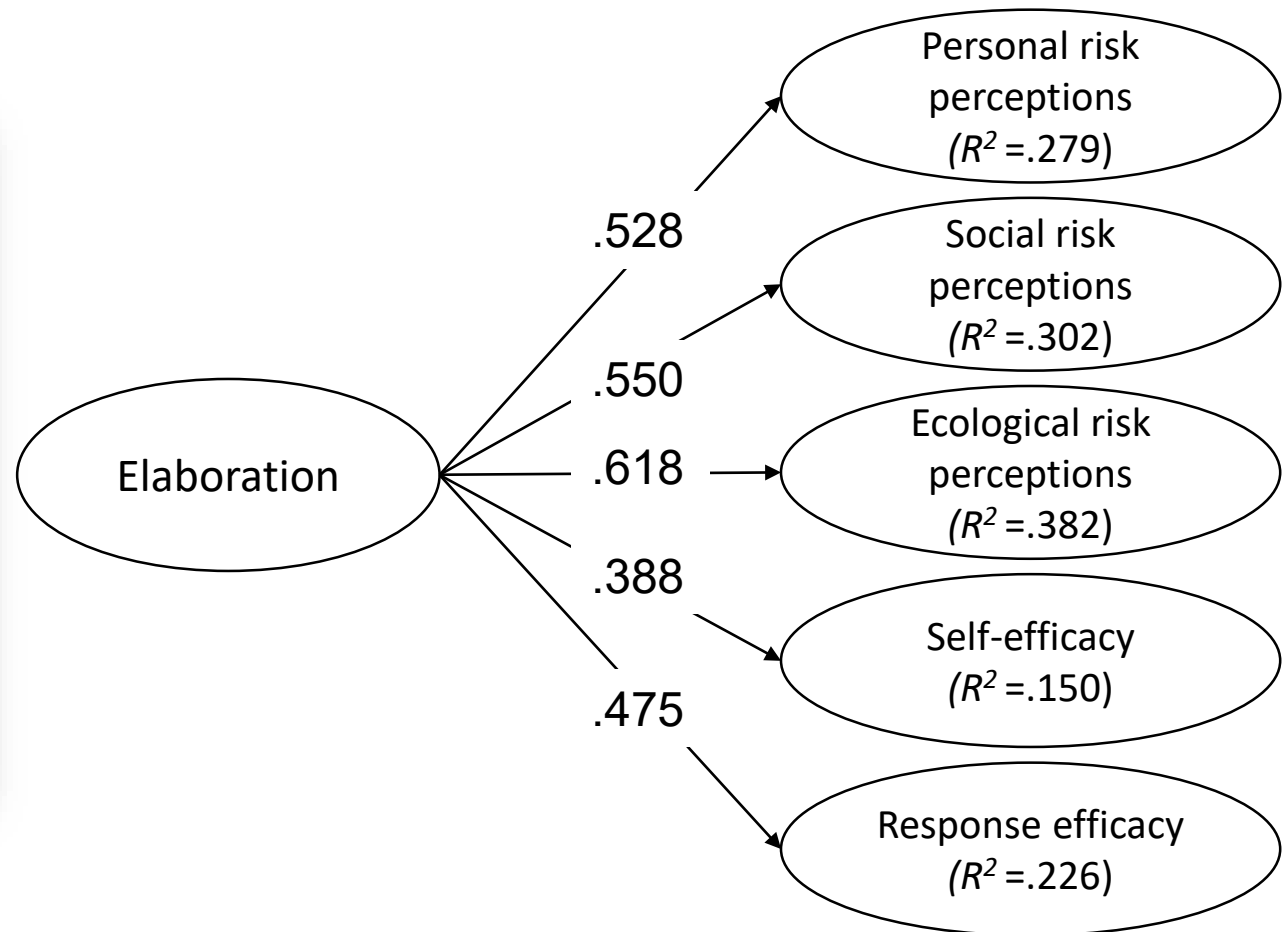 Personal risk
perceptions
(R² =.279)
.528
Social risk
perceptions
(R² =.302)
.550
Elaboration
Ecological risk
perceptions
(R² =.382)
.618
.388
Self-efficacy
(R² =.150)
.475
Response efficacy
(R² =.226)